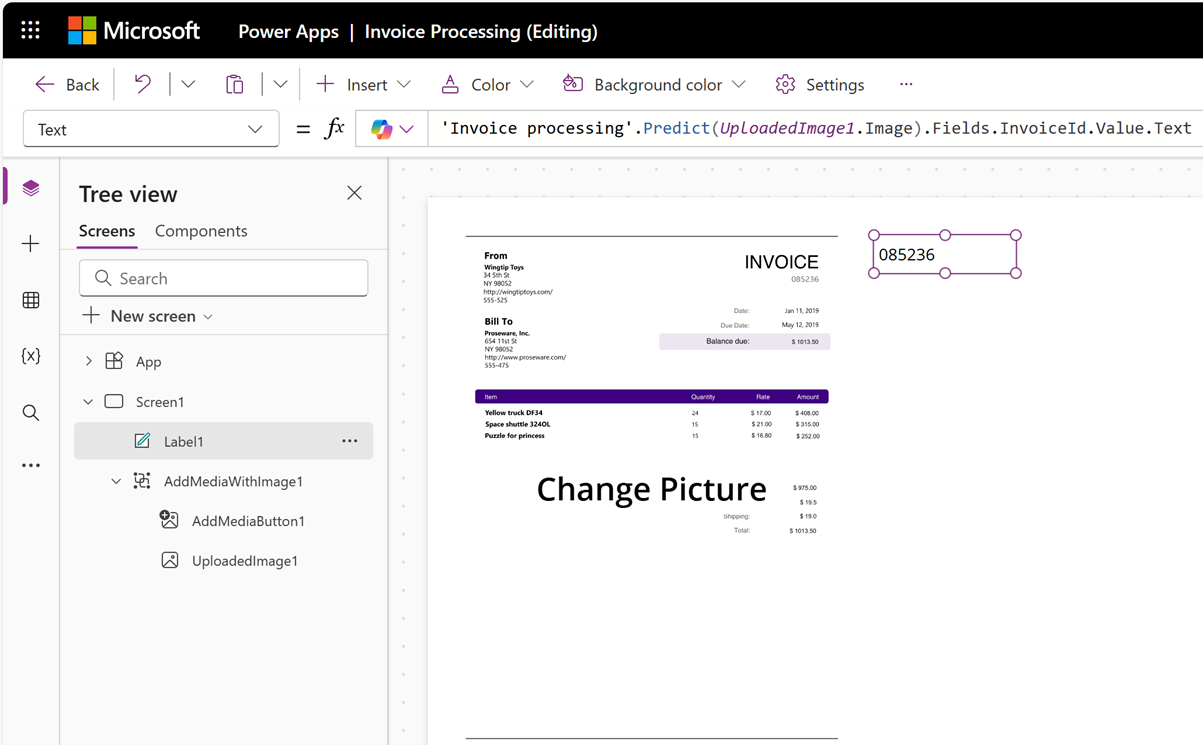 Microsoft Power Apps | Invoice Processing (Editing)
Back Insert Color Background color Settings ...
Text = fx 'Invoice processing'.Predict(UploadedImage1.Image).Fields.InvoiceId.Value.Text
Tree view
Screens Components
Search
New screen
App
Screen1
Label1 ...
AddMediaWithImage1
AddMediaButton1
UploadedImage1
{x}
From
Wingtip Toys
34 5th St
NY 98052
http://wingtiptoys.com/
555-525
INVOICE
085236
Bill To
Proseware, Inc.
654 11st St
NY 98052
http://www.proseware.com/
555-475
Date: Jan 11, 2019
Due Date: May 12, 2019
Balance due: $ 1013.50
Item Quantity Rate Amount
Yellow truck DF34 24 $ 17.00 $ 408.00
Space shuttle 324OL 15 $ 21.00 $ 315.00
Puzzle for princess 15 $ 16.80 $ 252.00
Change Picture
$ 975.00
$ 19.5
Shipping: $ 19.0
Total: $ 1013.50
085236